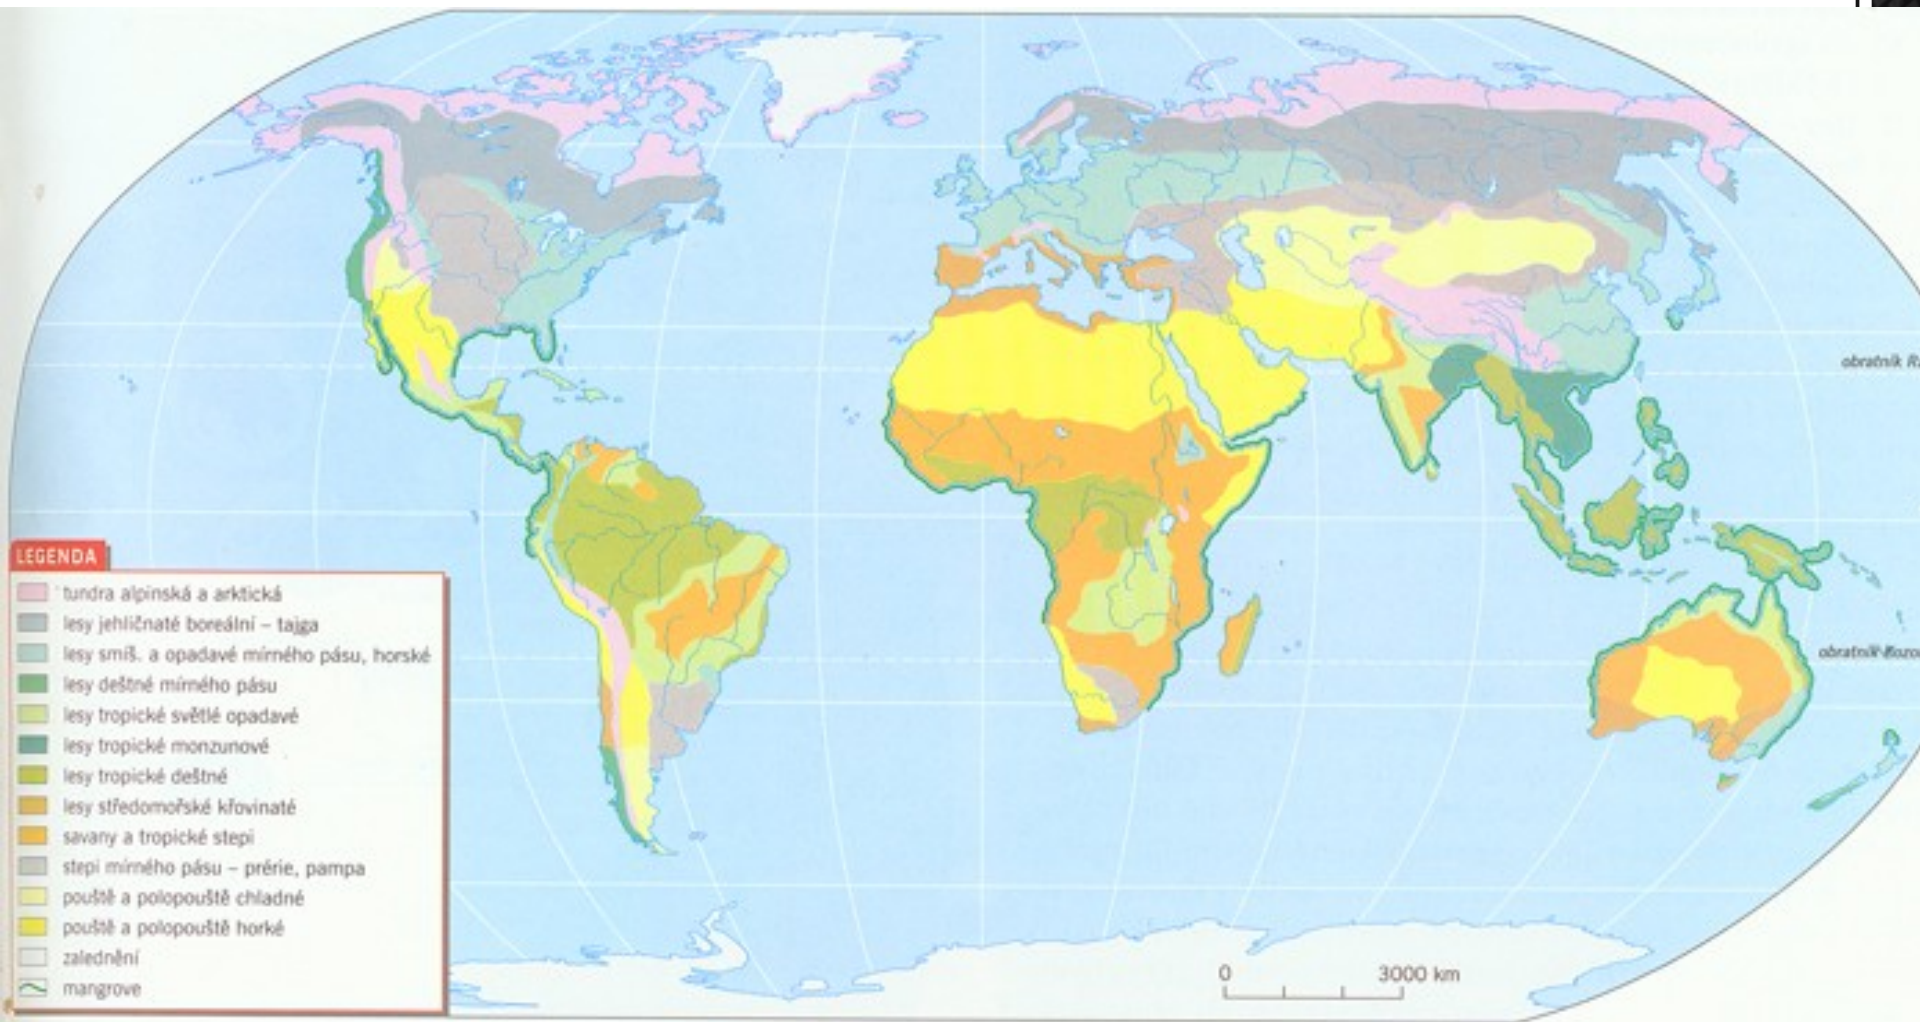 LEGENDA
tundra alpinská a arktická
lesy jehličnaté boreální – tajga
lesy smíš. a opadavé mírného pásu, horské
lesy deštné mírného pásu
lesy tropické světlé opadavé
lesy tropické monzunové
lesy tropické deštné
lesy středomořské křovinaté
savany a tropické stepi
stepi mírného pásu – prérie, pampa
pouště a polopouště chladné
pouště a polopouště horké
zalednění
mangrove
obratník
obratník
0 3000 km